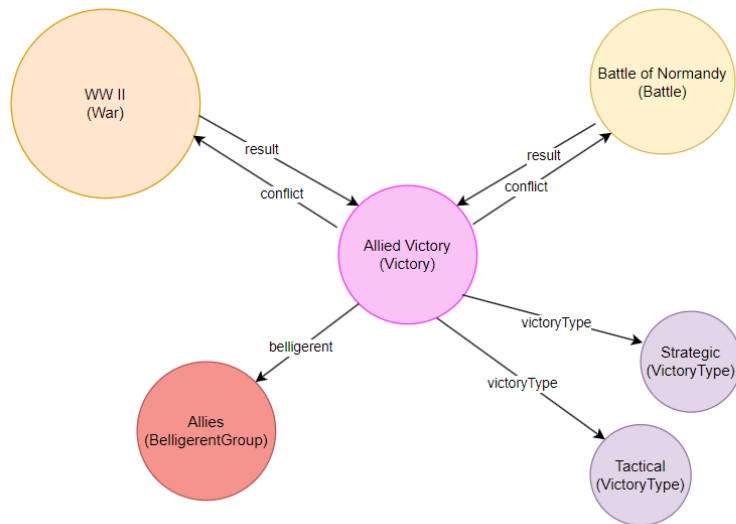 WW II
(War)
Battle of Normandy
(Battle)
result
conflict
result
conflict
Allied Victory
(Victory)
belligerent
victoryType
victoryType
Strategic
(VictoryType)
Allies
(BelligerentGroup)
Tactical
(VictoryType)